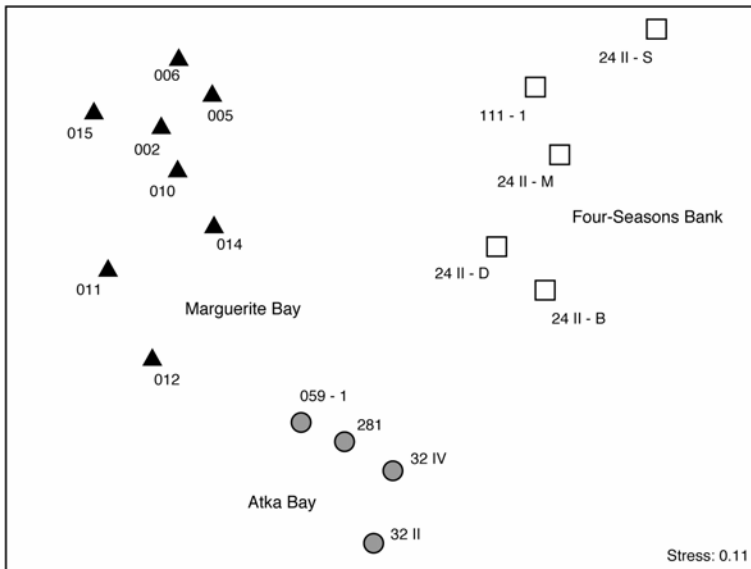 24 II - S
006
005
111 - 1
015
002
24 II - M
010
Four-Seasons Bank
014
24 II - D
011
Marguerite Bay
24 II - B
012
059 - 1
281
32 IV
Atka Bay
32 II
Stress: 0.11